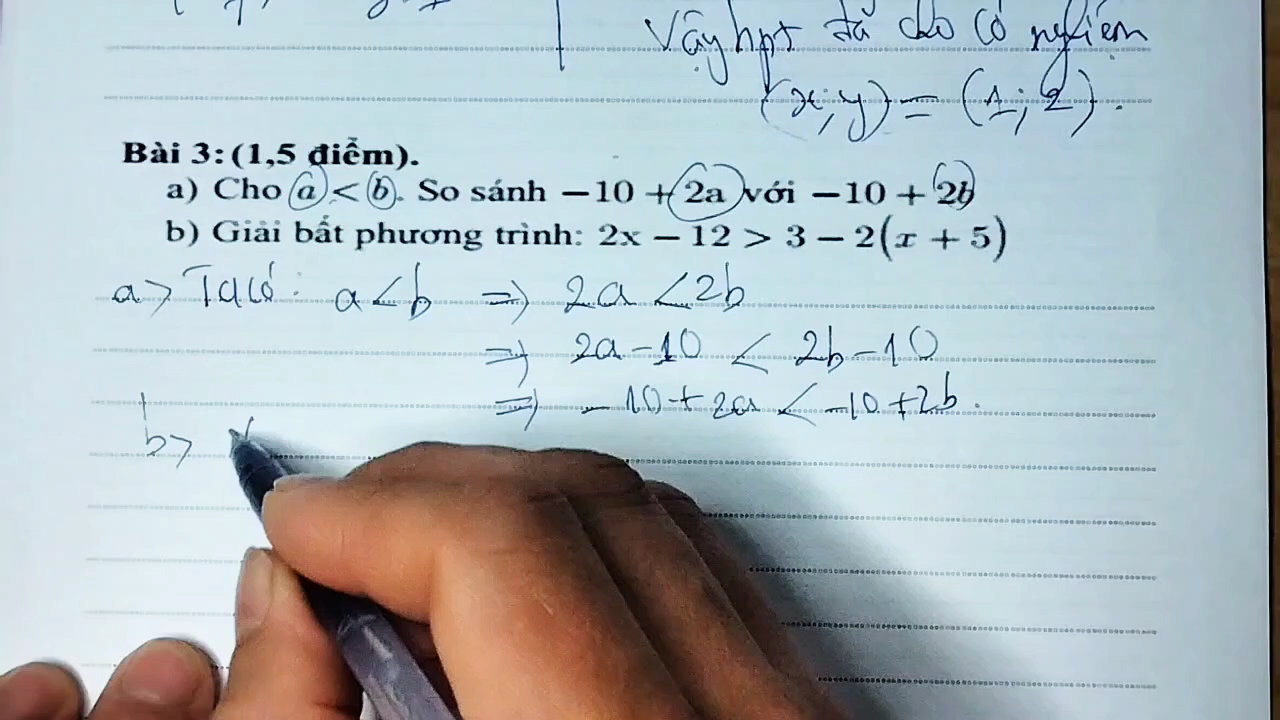 Vậy hpt đã cho có nghiệm
(x; y) = (1; 2).
Bài 3: (1,5 điểm).
a) Cho a < b. So sánh −10 + 2a với −10 + 2b
b) Giải bất phương trình: 2x − 12 > 3 − 2(x + 5)
a> Ta có: a < b => 2a < 2b
=> 2a − 10 < 2b − 10
=> − 10 + 2a < −10 + 2b.
b>